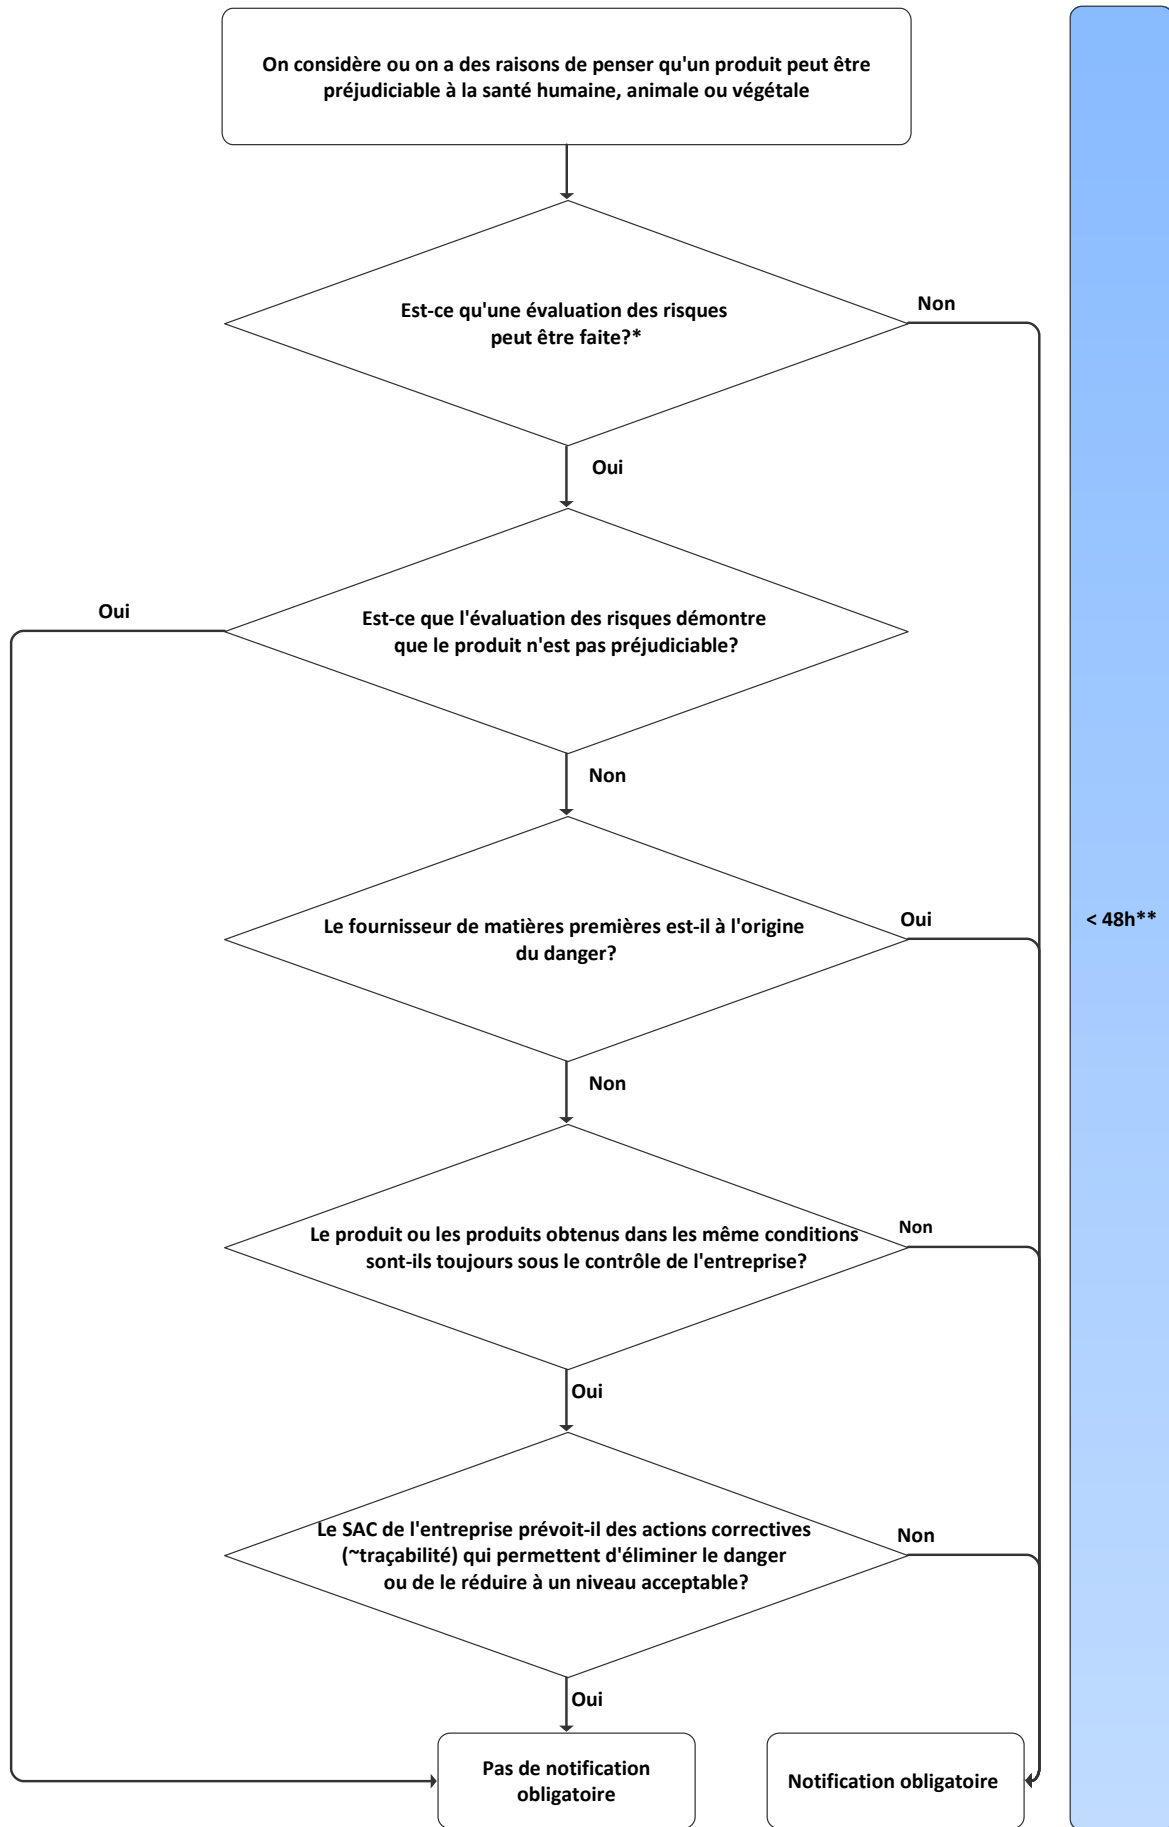 On considère ou on a des raisons de penser qu'un produit peut être
préjudiciable à la santé humaine, animale ou végétale
Est-ce qu'une évaluation des risques
peut être faite?*
Non
Oui
Est-ce que l'évaluation des risques démontre
que le produit n'est pas préjudiciable?
Oui
Non
Le fournisseur de matières premières est-il à l'origine
du danger?
Oui
< 48h**
Non
Le produit ou les produits obtenus dans les même conditions
sont-ils toujours sous le contrôle de l'entreprise?
Non
Oui
Le SAC de l'entreprise prévoit-il des actions correctives
(~traçabilité) qui permettent d'éliminer le danger
ou de le réduire à un niveau acceptable?
Non
Oui
Pas de notification
obligatoire
Notification obligatoire